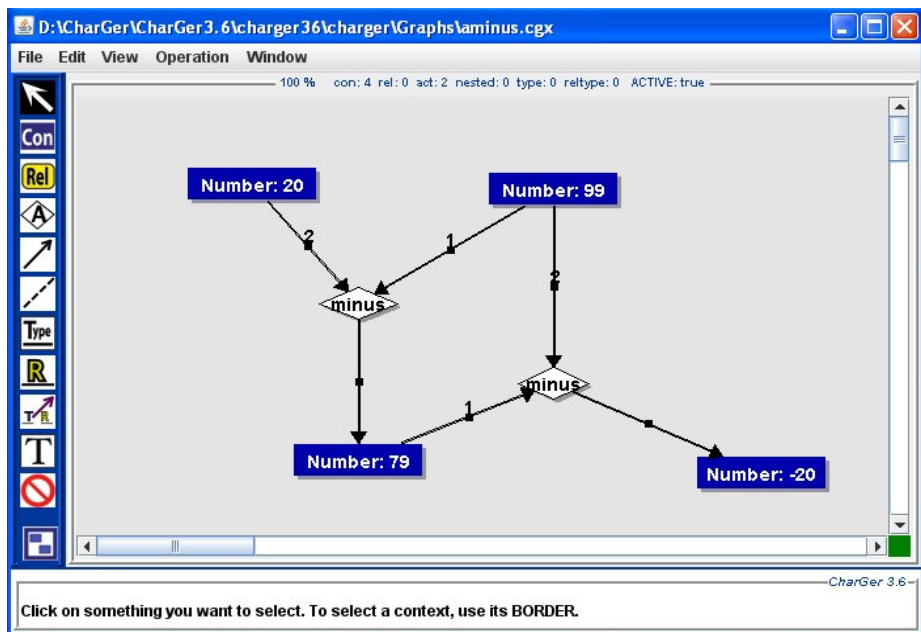 D:\CharGer\CharGer3.6\charger36\charger\Graphs\aminus.cgx
File Edit View Operation Window
100 % con: 4 rel: 0 act: 2 nested: 0 type: 0 reltype: 0 ACTIVE: true
Con
Rel
A
Type
R
T/R
T
Number: 20
Number: 99
2
1
2
minus
minus
1
Number: 79
Number: -20
CharGer 3.6
Click on something you want to select. To select a context, use its BORDER.